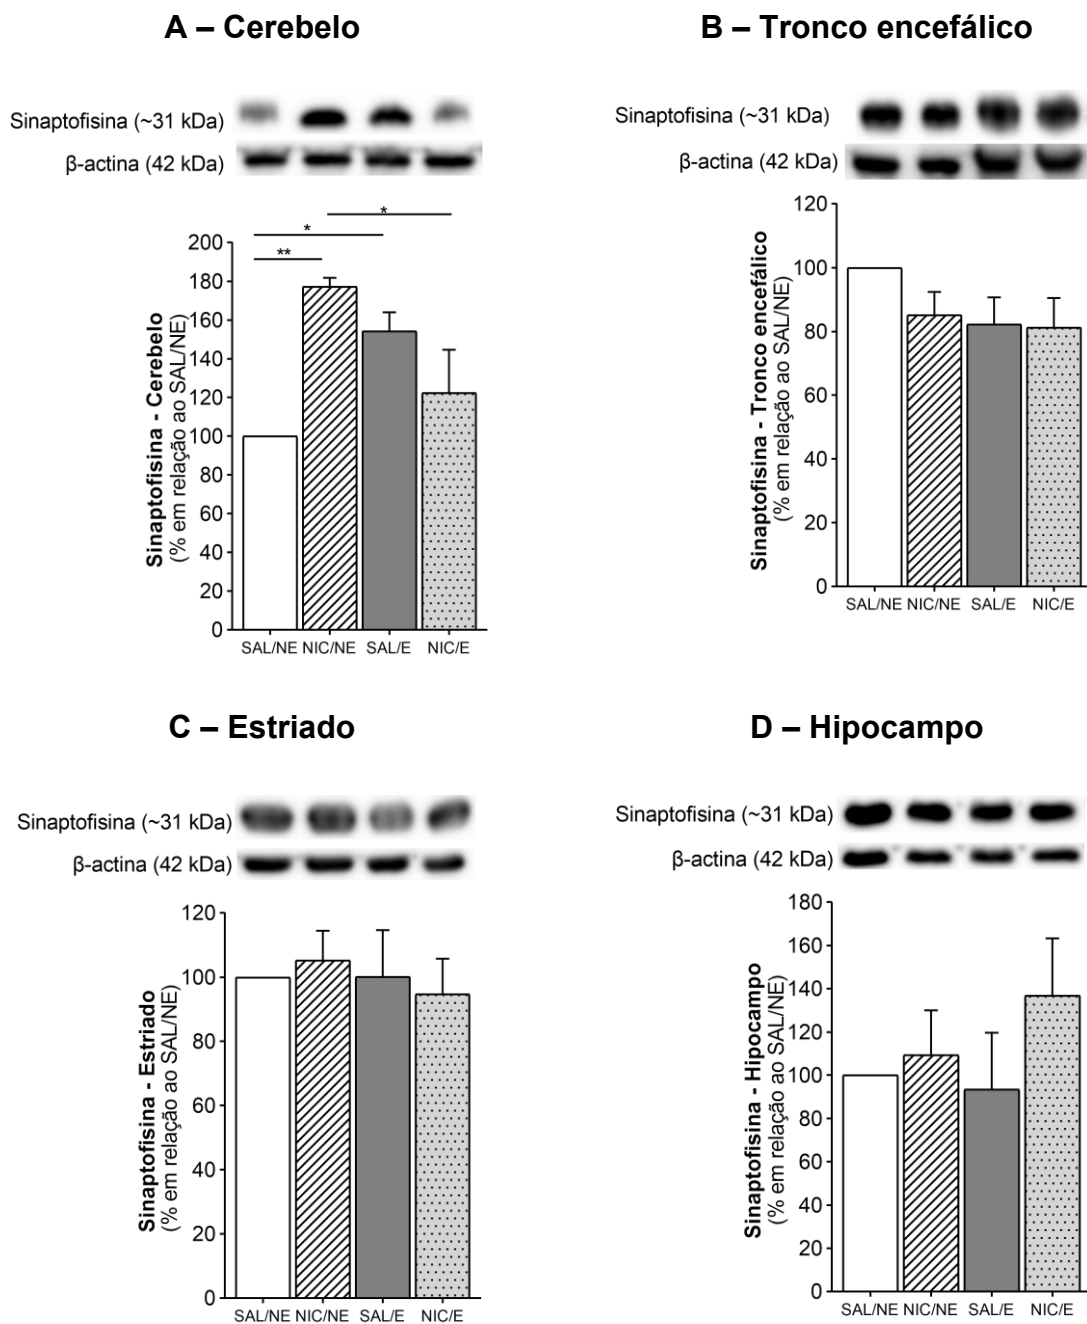 A – Cerebelo
Sinaptofisina (~31 kDa)
β-actina (42 kDa)
*
*
**
Sinaptofisina - Cerebelo
(% em relação ao SAL/NE)
200
180
160
140
120
100
80
60
40
20
0
SAL/NE NIC/NE SAL/E NIC/E
B – Tronco encefálico
Sinaptofisina (~31 kDa)
β-actina (42 kDa)
Sinaptofisina - Tronco encefálico
(% em relação ao SAL/NE)
120
100
80
60
40
20
0
SAL/NE NIC/NE SAL/E NIC/E
C – Estriado
Sinaptofisina (~31 kDa)
β-actina (42 kDa)
Sinaptofisina - Estriado
(% em relação ao SAL/NE)
120
100
80
60
40
20
0
SAL/NE NIC/NE SAL/E NIC/E
D – Hipocampo
Sinaptofisina (~31 kDa)
β-actina (42 kDa)
Sinaptofisina - Hipocampo
(% em relação ao SAL/NE)
180
160
140
120
100
80
60
40
20
0
SAL/NE NIC/NE SAL/E NIC/E